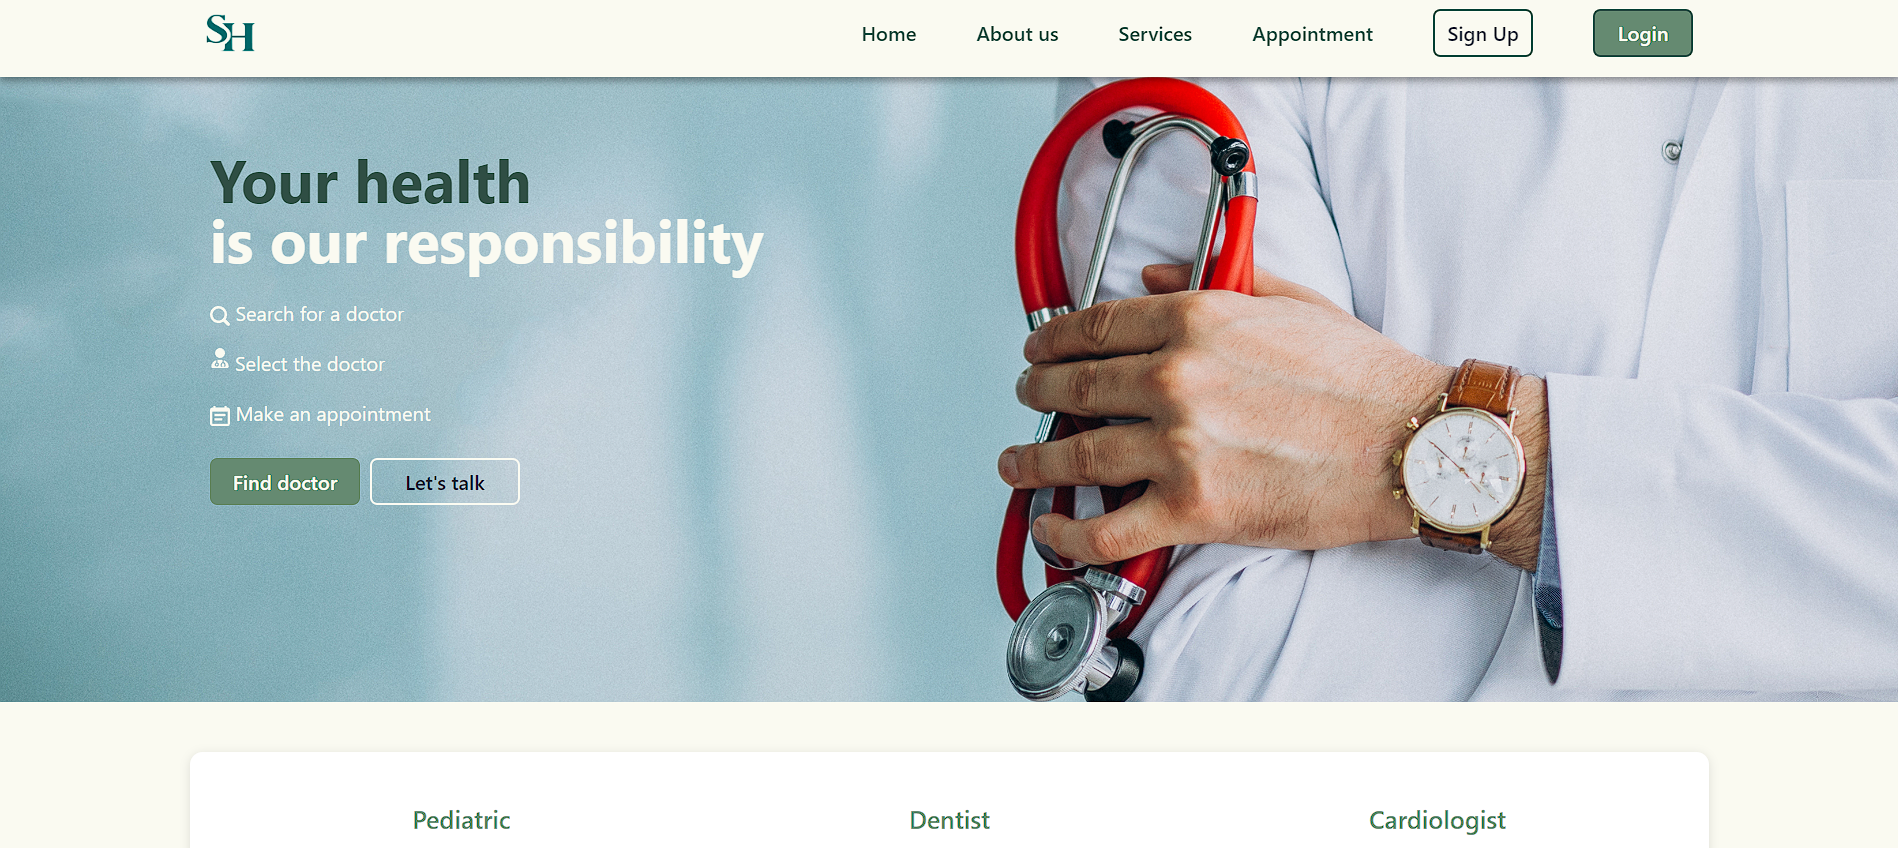 SH
Home About us Services Appointment Sign Up Login
Your health
is our responsibility
Search for a doctor
Select the doctor
Make an appointment
Find doctor Let's talk
Pediatric Dentist Cardiologist